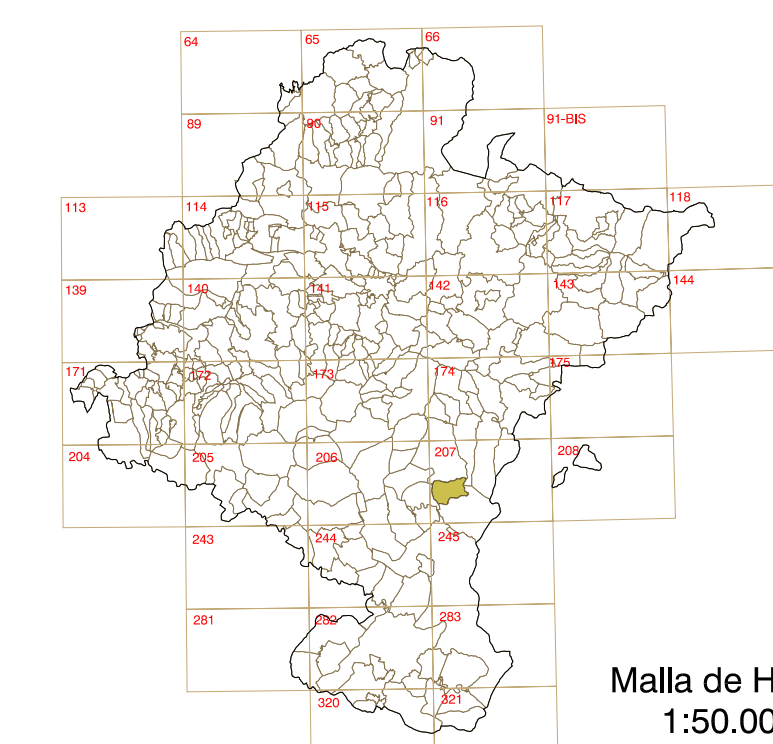 64 65 66
89 90 91 91-BIS
113 114 115 116 117 118
139 140 141 142 143 144
171 172 173 174 175
204 205 206 207 208
243 244 245
281 282 283
320 321
Malla de H
1:50.00